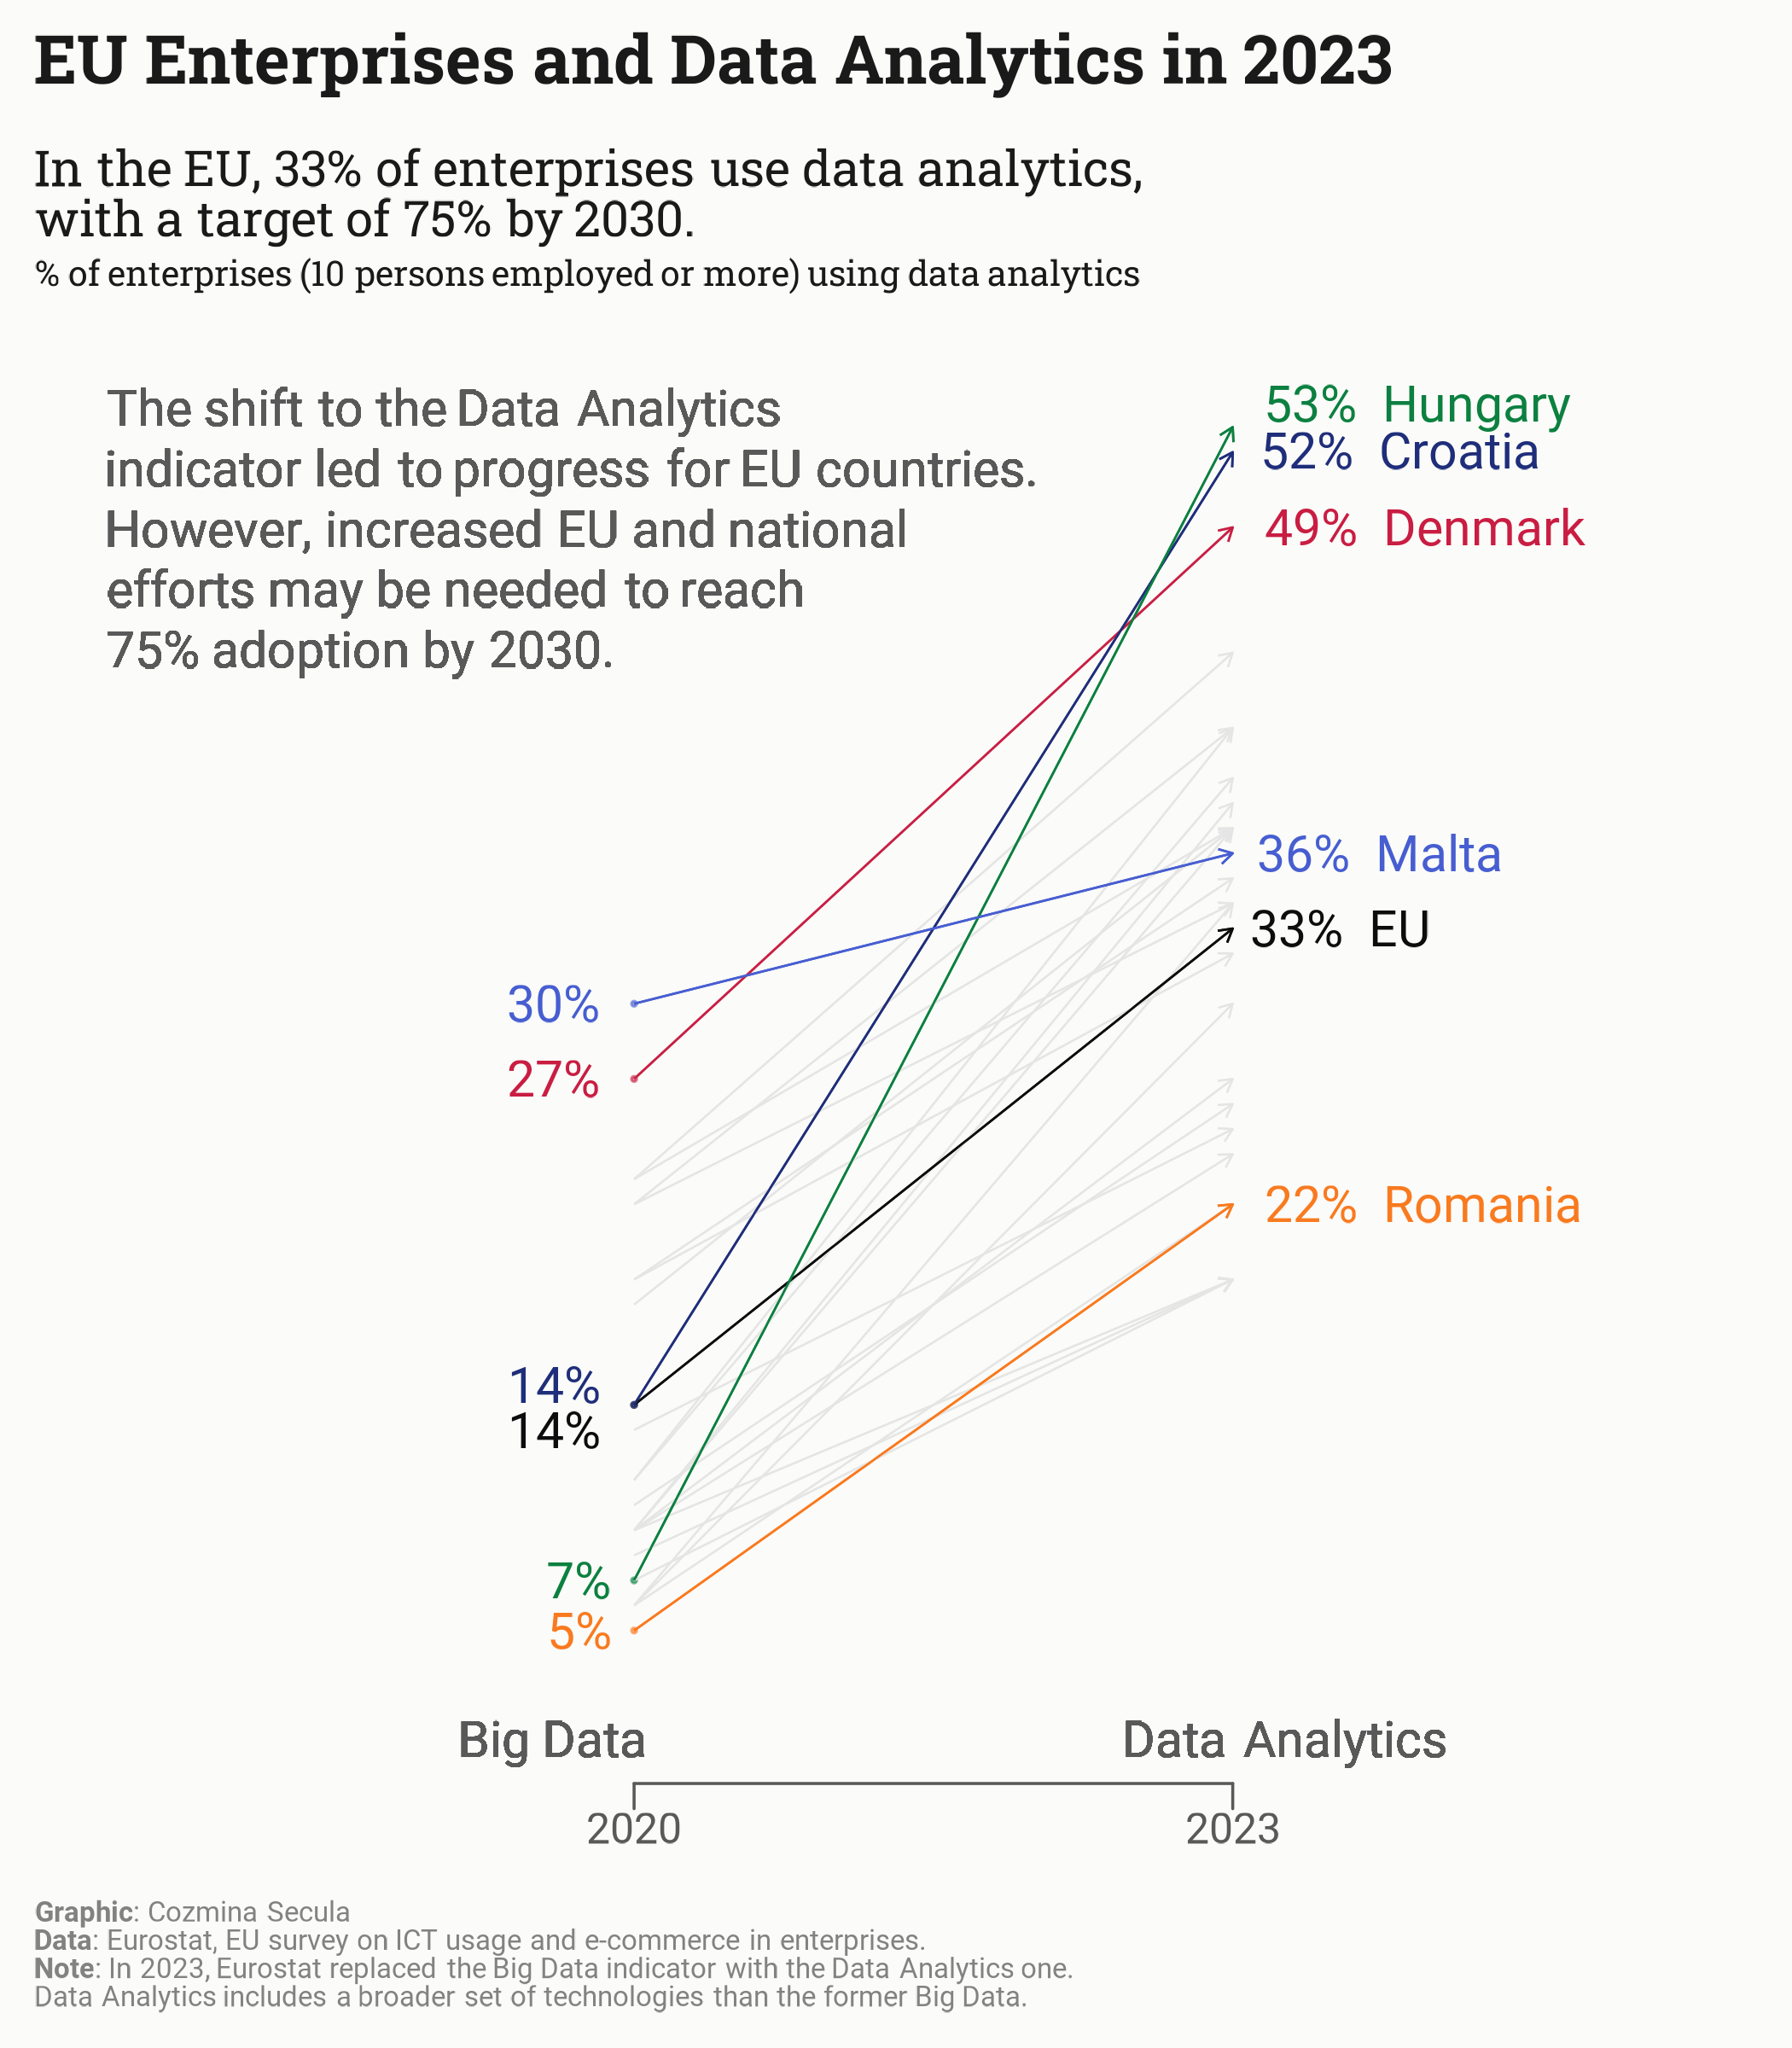 EU Enterprises and Data Analytics in 2023
In the EU, 33% of enterprises use data analytics,
with a target of 75% by 2030.
% of enterprises (10 persons employed or more) using data analytics
The shift to the Data Analytics
indicator led to progress for EU countries.
However, increased EU and national
efforts may be needed to reach
75% adoption by 2030.
53% Hungary
52% Croatia
49% Denmark
36% Malta
33% EU
30%
27%
22% Romania
14%
14%
7%
5%
Big Data
Data Analytics
2020
2023
Graphic: Cozmina Secula
Data: Eurostat, EU survey on ICT usage and e-commerce in enterprises.
Note: In 2023, Eurostat replaced the Big Data indicator with the Data Analytics one.
Data Analytics includes a broader set of technologies than the former Big Data.